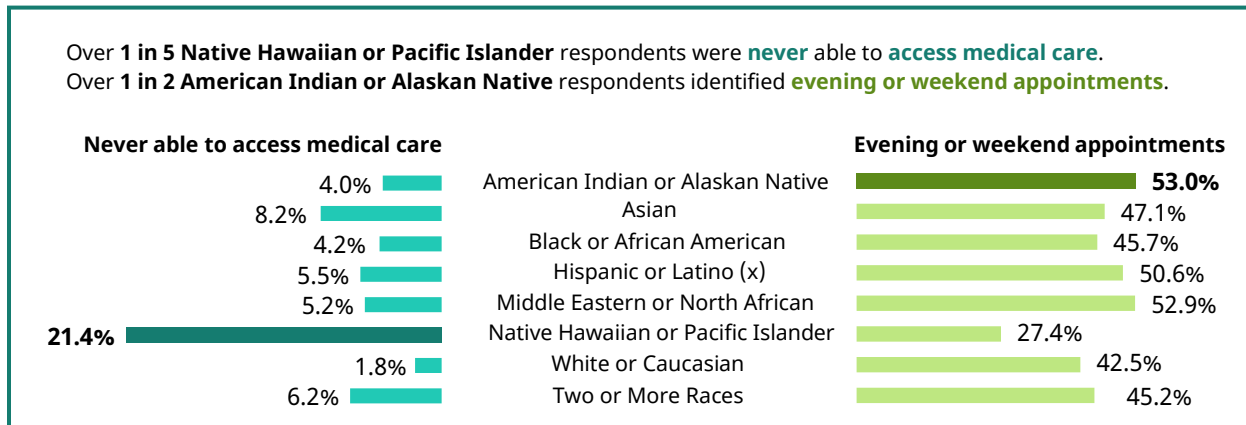 Over 1 in 5 Native Hawaiian or Pacific Islander respondents were never able to access medical care.
Over 1 in 2 American Indian or Alaskan Native respondents identified evening or weekend appointments.
Never able to access medical care Evening or weekend appointments
4.0% American Indian or Alaskan Native 53.0%
8.2% Asian 47.1%
4.2% Black or African American 45.7%
5.5% Hispanic or Latino (x) 50.6%
5.2% Middle Eastern or North African 52.9%
21.4% Native Hawaiian or Pacific Islander 27.4%
1.8% White or Caucasian 42.5%
6.2% Two or More Races 45.2%